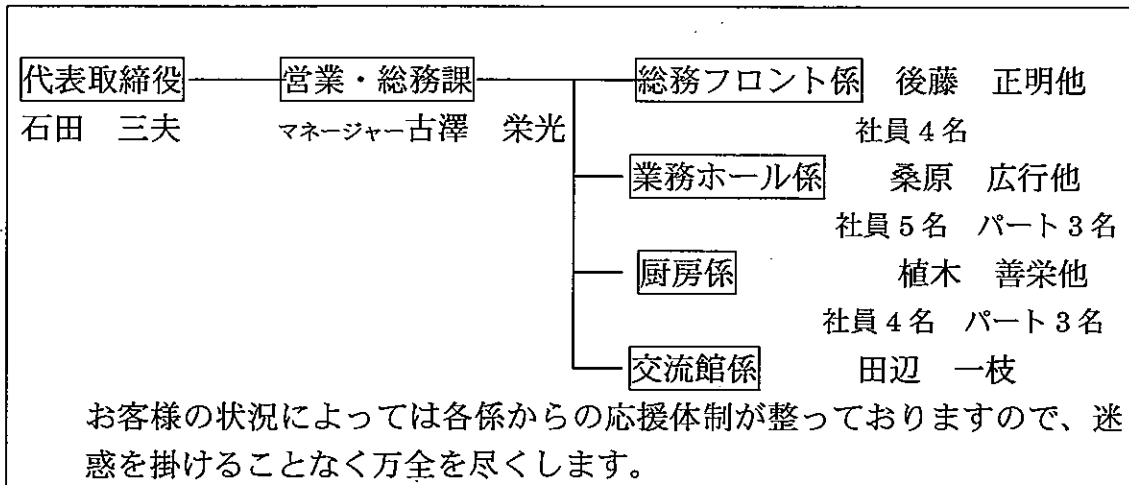 代表取締役 営業・総務課 総務フロント係 後藤 正明他
石田 三夫 マネージャー古澤 栄光 社員4名
業務ホール係 桑原 広行他
社員5名 パート3名
厨房係 植木 善栄他
社員4名 パート3名
交流館係 田辺 一枝
お客様の状況によっては各係からの応援体制が整っておりますので、迷
惑を掛けることなく万全を尽くします。